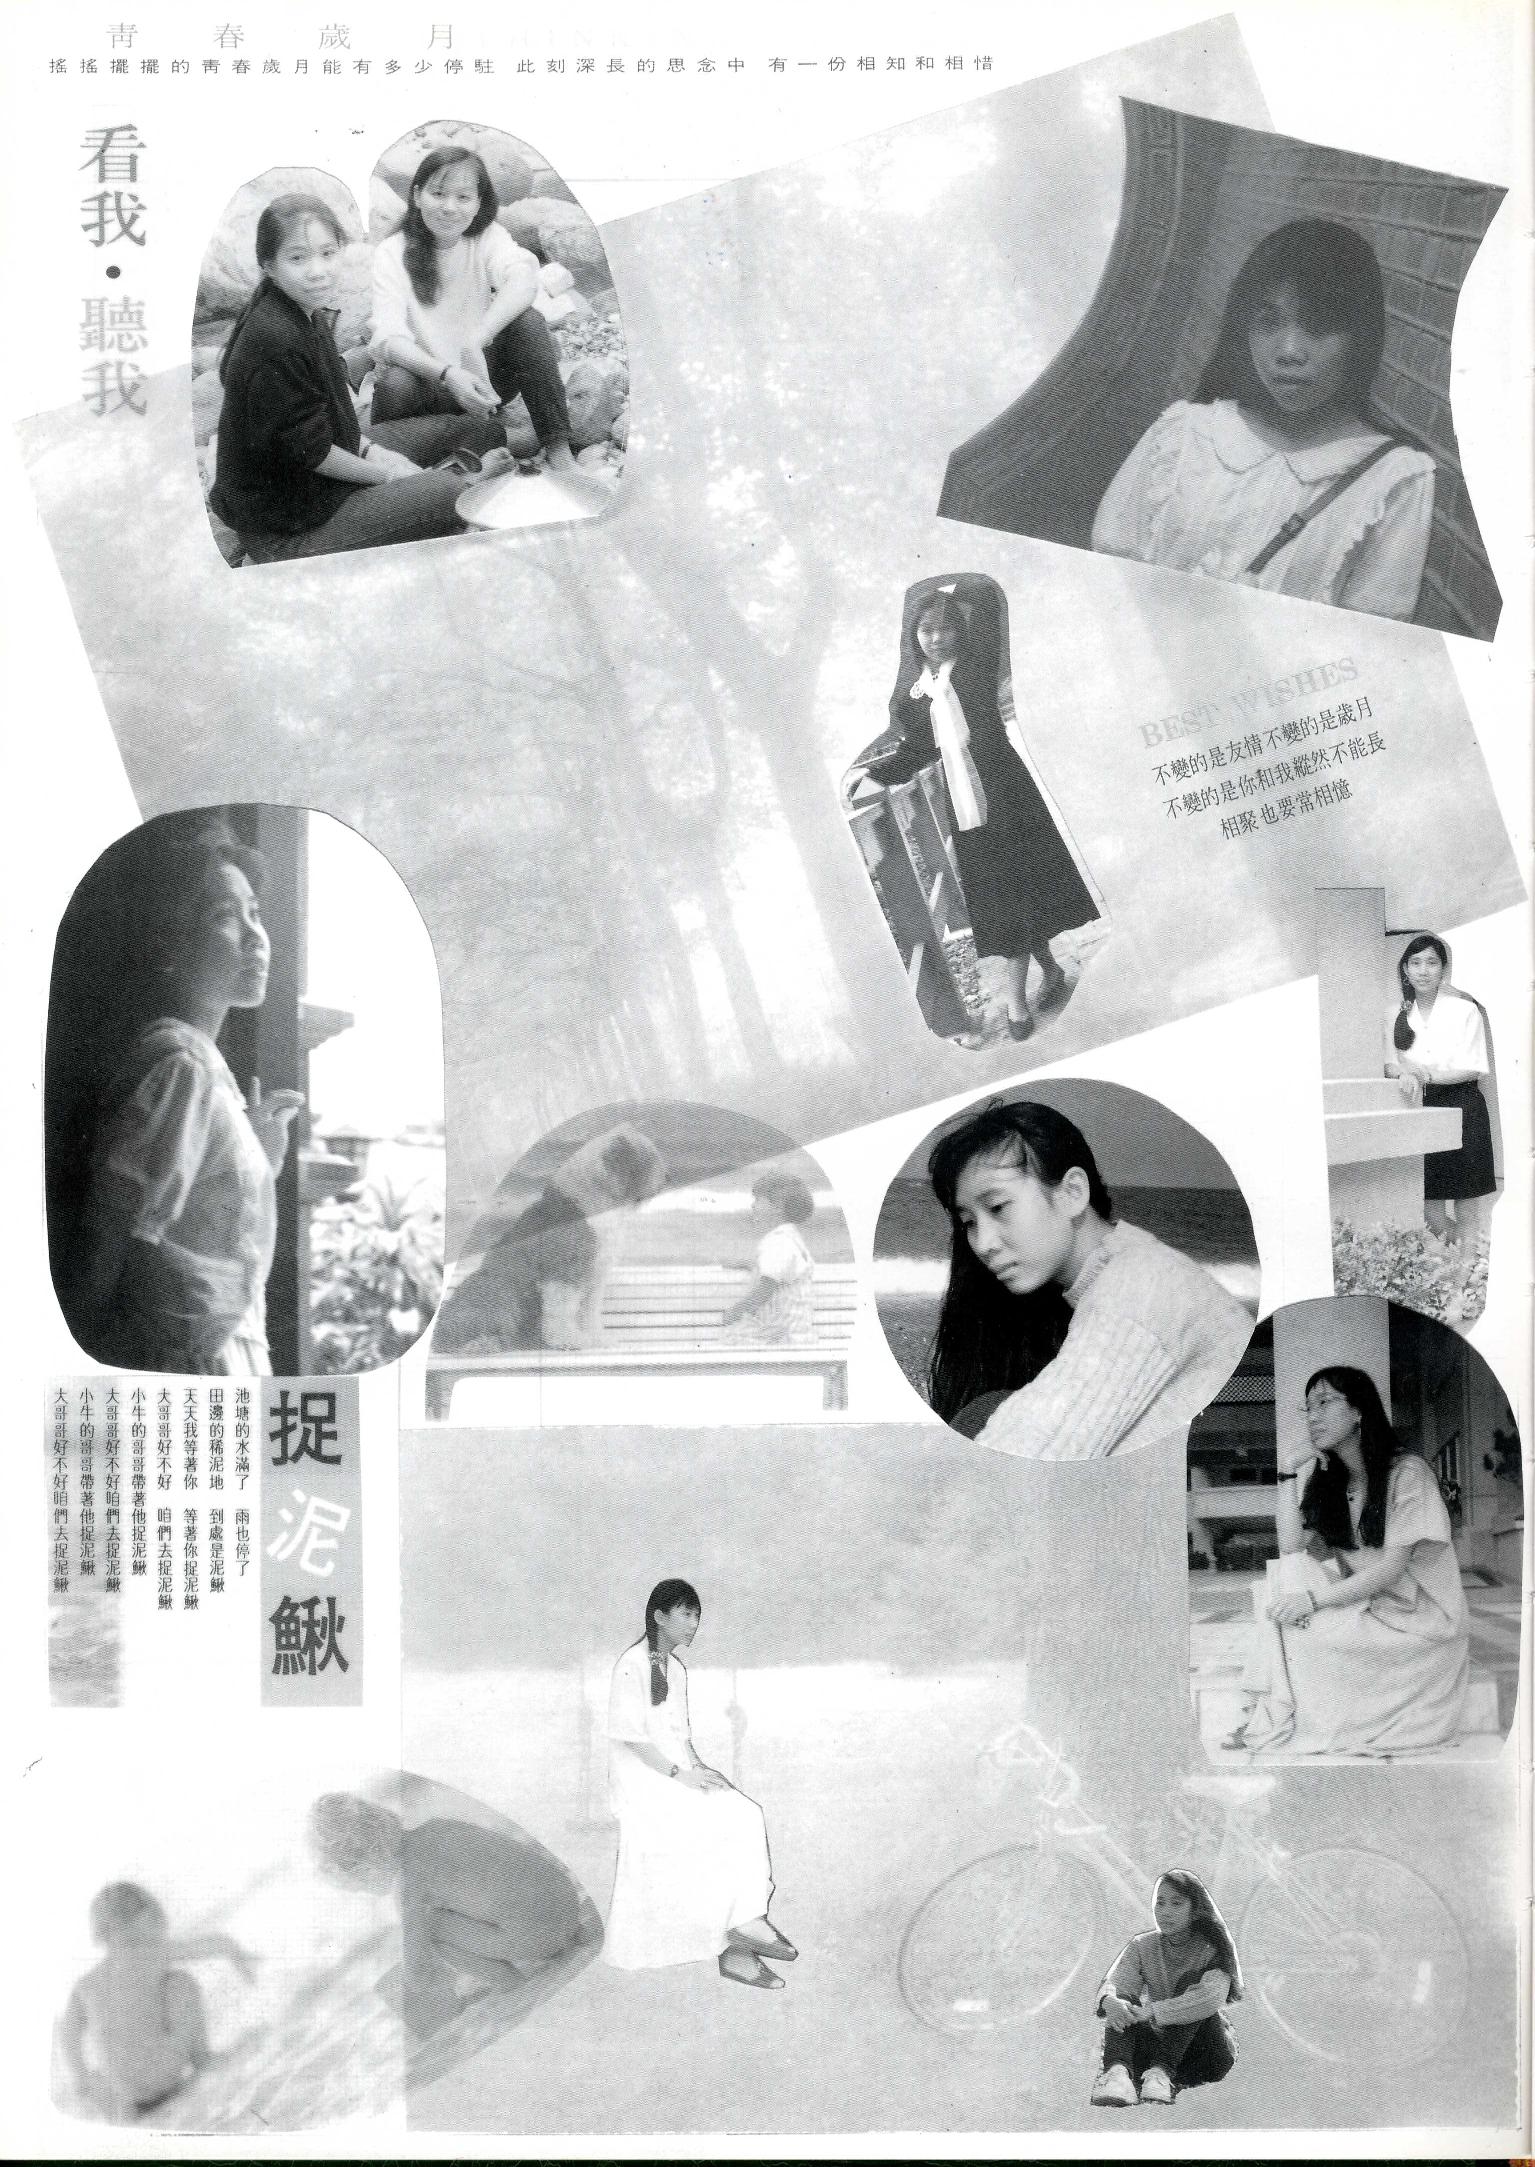 靑春歲月
搖搖擺擺的靑春歲月能有多少停駐 此刻深長的思念中 有一份相知和相惜
看我・聽我
BEST WISHES
不變的是友情不變的是歲月
不變的是你和我縱然不能長
相聚也要常相憶
捉泥鰍
池塘的水滿了 雨也停了
田邊的稀泥地 到處是泥鰍
天天我等著你 等著你捉泥鰍
大哥哥好不好 咱們去捉泥鰍
小牛的哥哥帶著他捉泥鰍
大哥哥好不好咱們去捉泥鰍
小牛的哥哥帶著他捉泥鰍
大哥哥好不好咱們去捉泥鰍